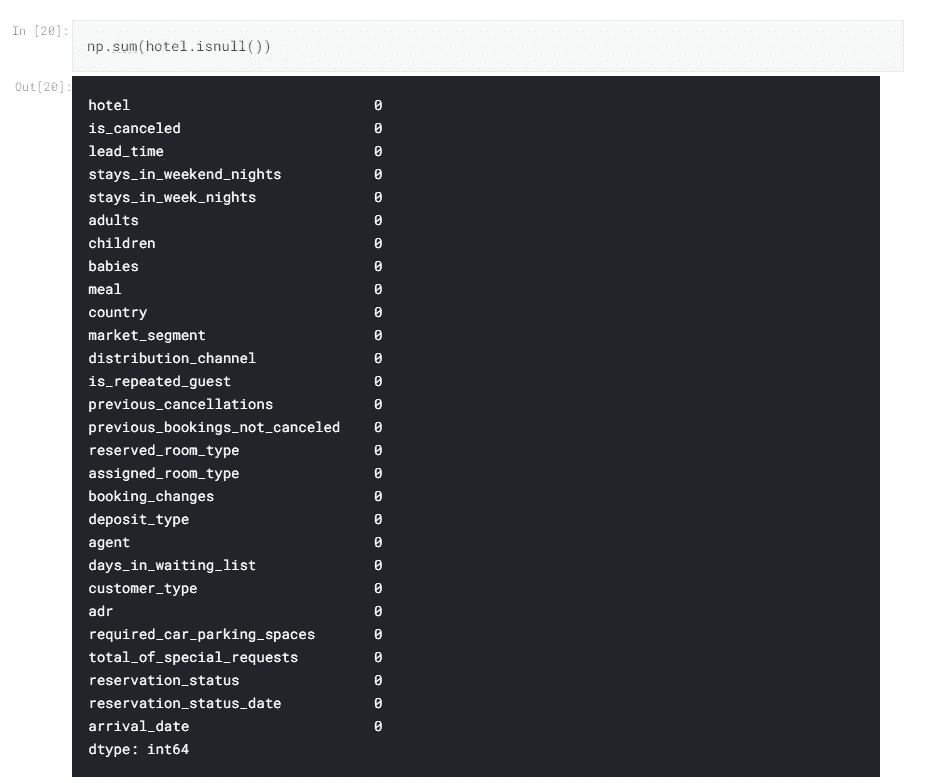 In [20]:
np.sum(hotel.isnull())
Out[20]:
hotel 0
is_canceled 0
lead_time 0
stays_in_weekend_nights 0
stays_in_week_nights 0
adults 0
children 0
babies 0
meal 0
country 0
market_segment 0
distribution_channel 0
is_repeated_guest 0
previous_cancellations 0
previous_bookings_not_canceled 0
reserved_room_type 0
assigned_room_type 0
booking_changes 0
deposit_type 0
agent 0
days_in_waiting_list 0
customer_type 0
adr 0
required_car_parking_spaces 0
total_of_special_requests 0
reservation_status 0
reservation_status_date 0
arrival_date 0
dtype: int64